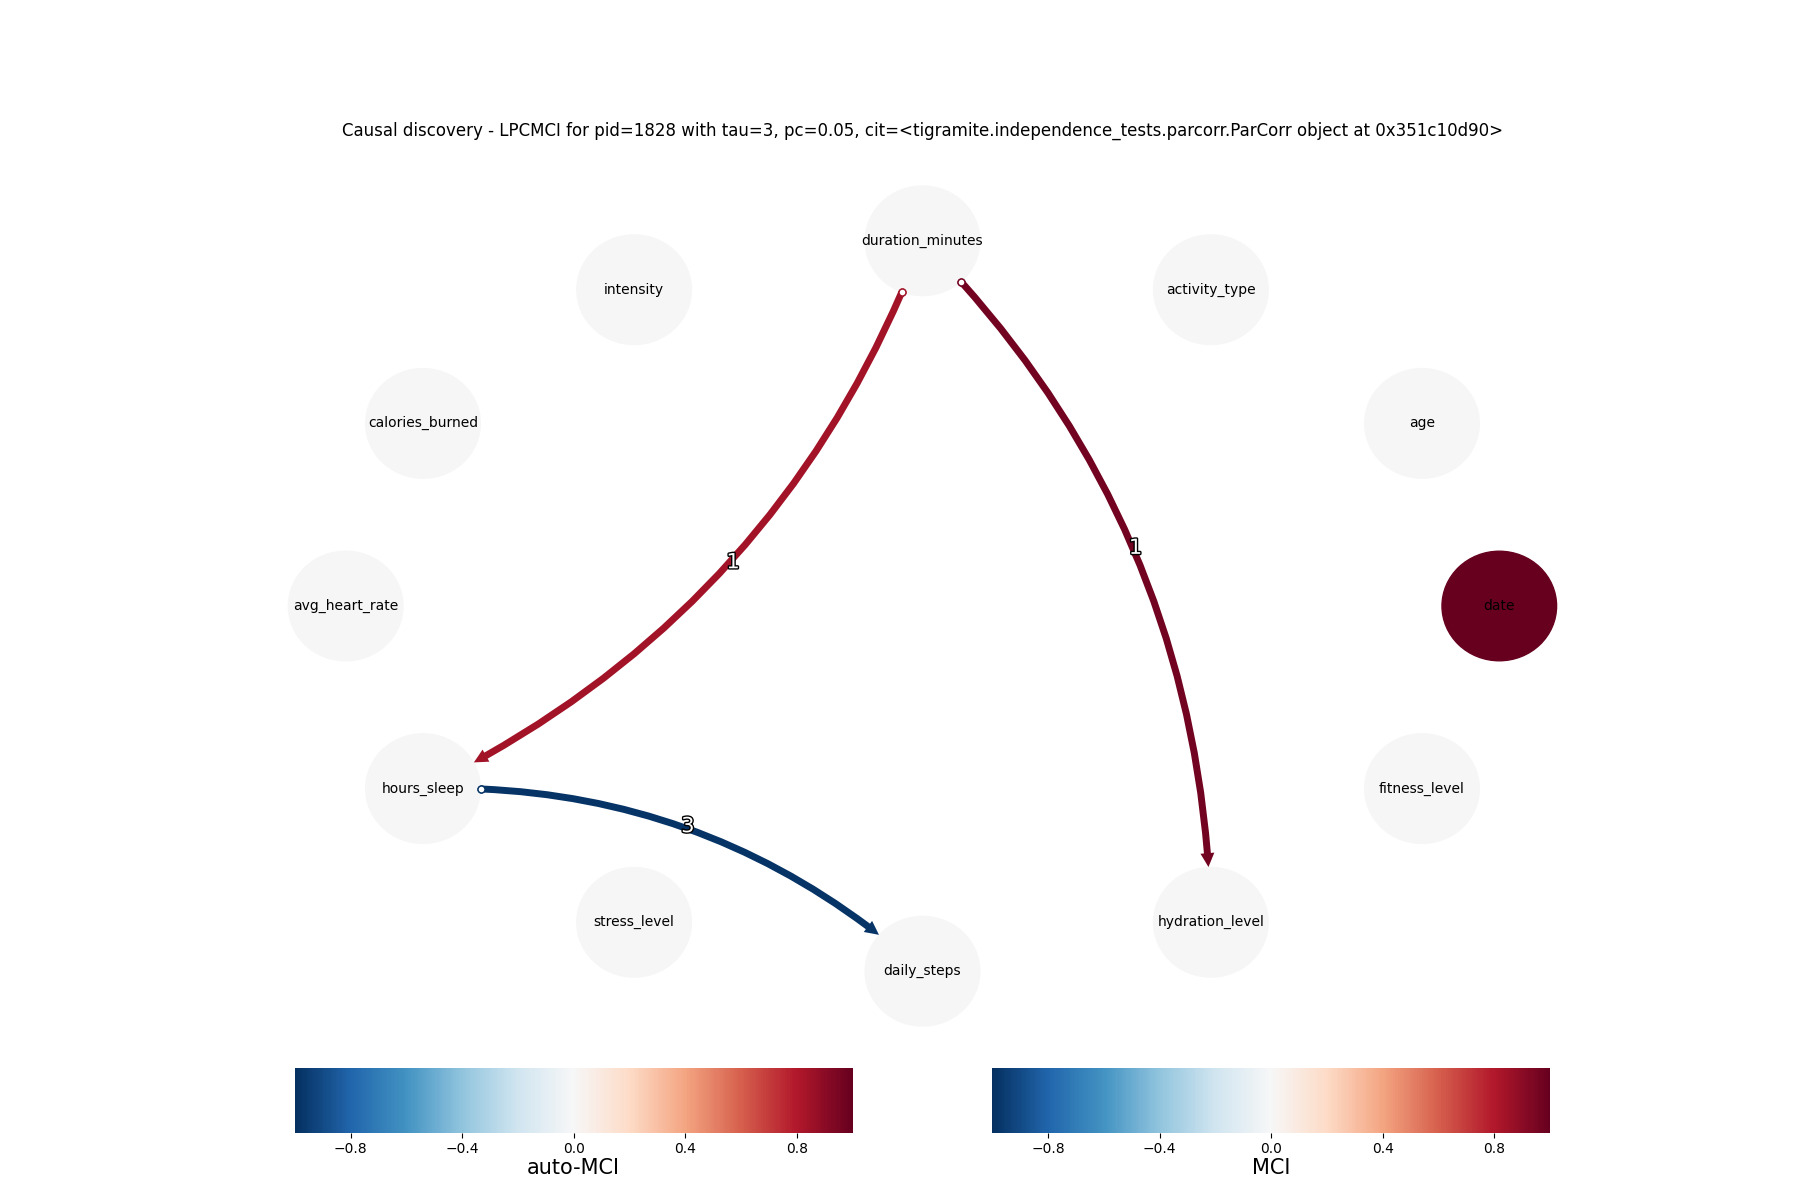 Causal discovery - LPCMCI for pid=1828 with tau=3, pc=0.05, cit=<tigramite.independence_tests.parcorr.ParCorr object at 0x351c10d90>
duration_minutes
intensity
activity_type
calories_burned
age
1
1
avg_heart_rate
date
hours_sleep
fitness_level
3
stress_level
hydration_level
daily_steps
−0.8 −0.4 0.0 0.4 0.8
auto-MCI
−0.8 −0.4 0.0 0.4 0.8
MCI